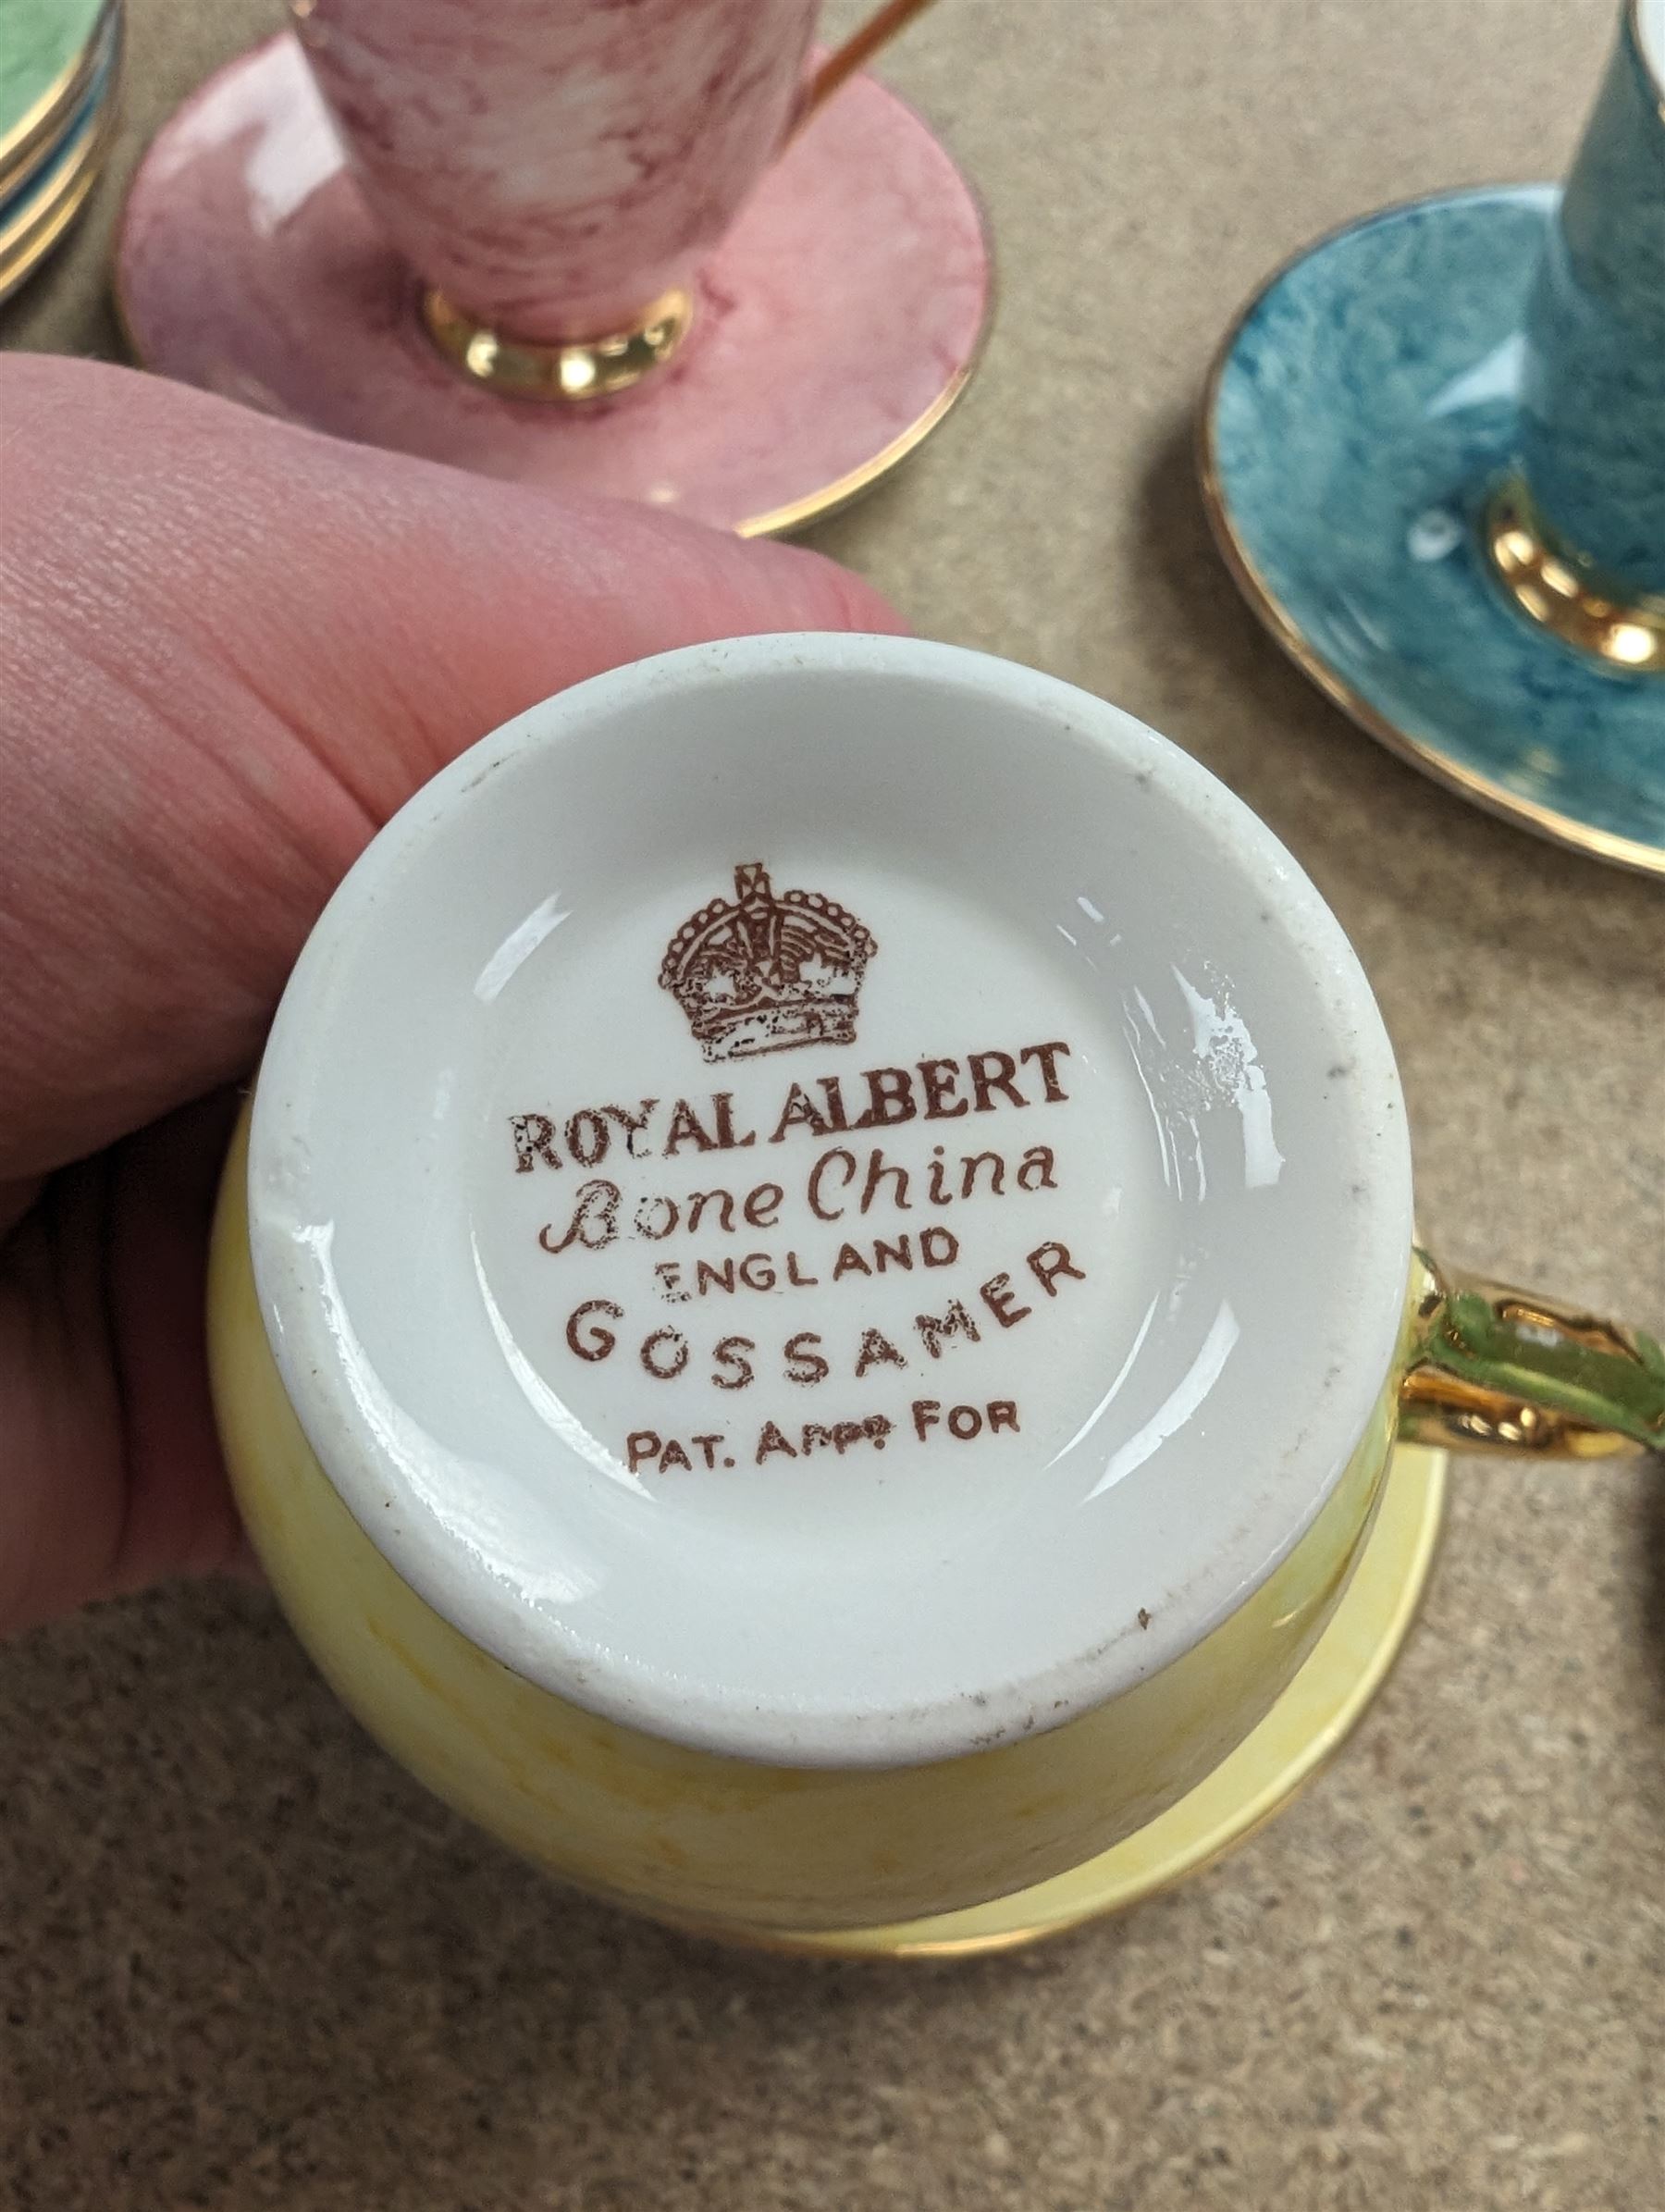 ROYAL ALBERT
Bone China
ENGLAND
GOSSAMER
PAT. APPD FOR